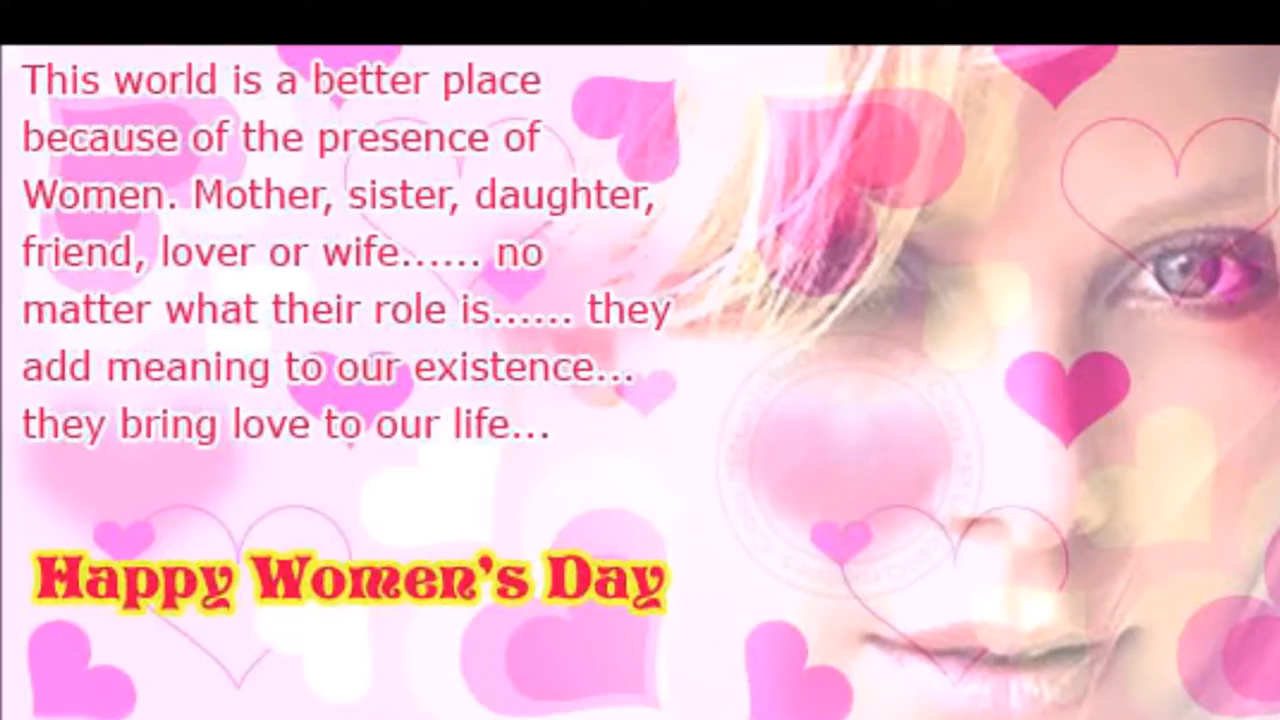 This world is a better place
because of the presence of
Women. Mother, sister, daughter,
friend, lover or wife...... no
matter what their role is...... they
add meaning to our existence...
they bring love to our life...
Happy Women's Day